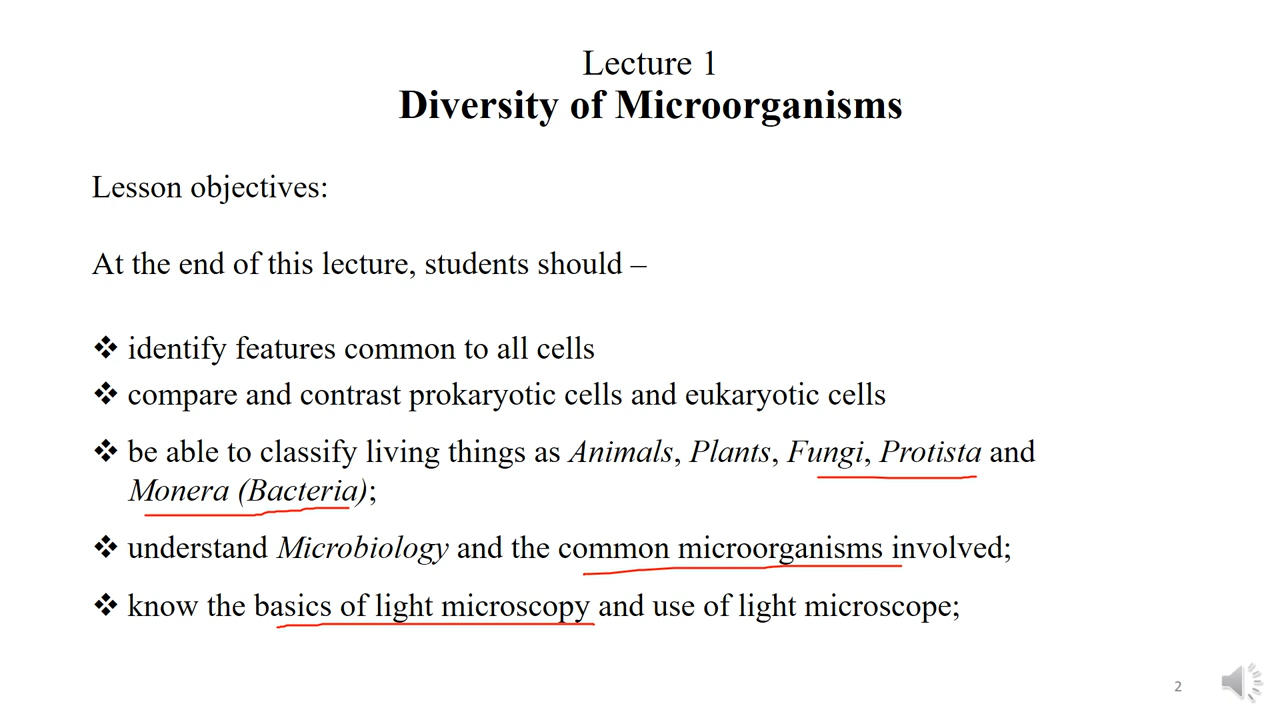 Lecture 1
Diversity of Microorganisms
Lesson objectives:
At the end of this lecture, students should –
❖ identify features common to all cells
❖ compare and contrast prokaryotic cells and eukaryotic cells
❖ be able to classify living things as Animals, Plants, Fungi, Protista and
Monera (Bacteria);
❖ understand Microbiology and the common microorganisms involved;
❖ know the basics of light microscopy and use of light microscope;
2